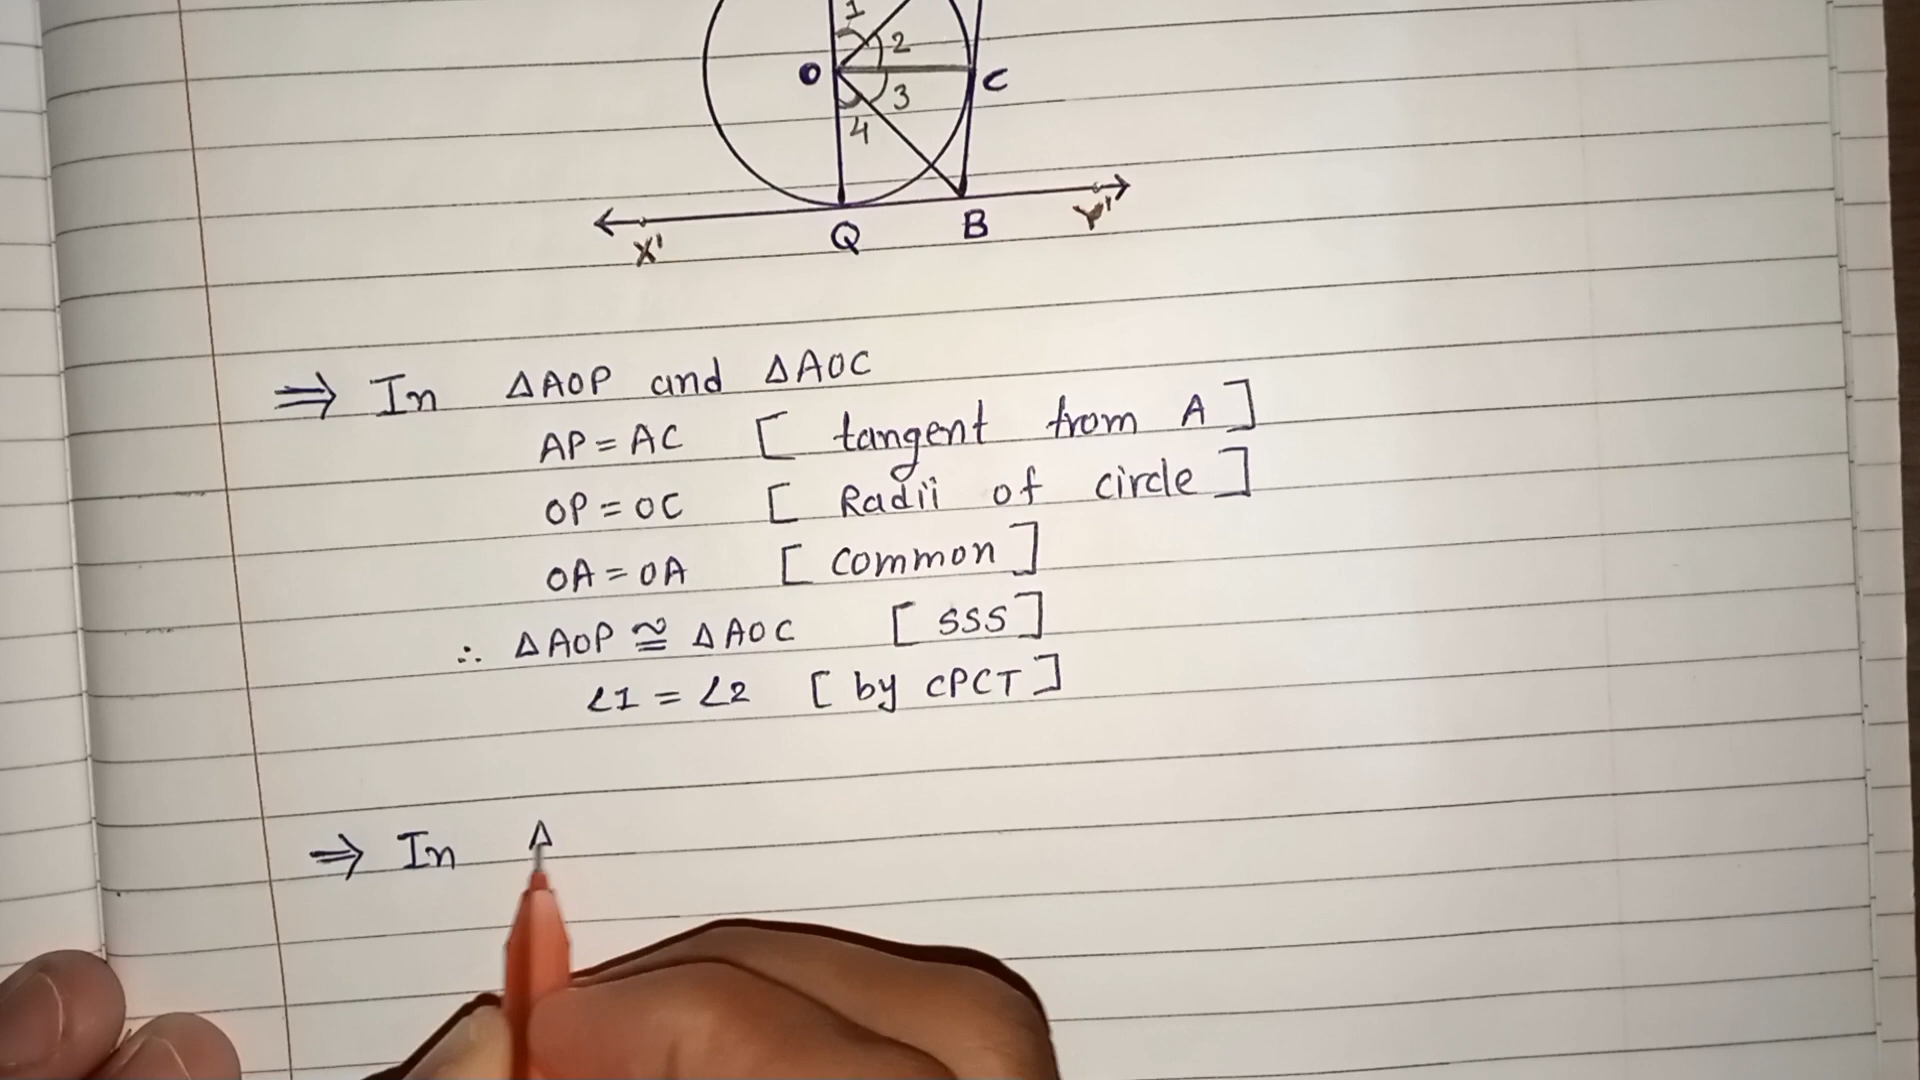 1
2
O
C
3
4
X'
Q
B
Y'
⇒ In ΔAOP and ΔAOC
AP = AC [ tangent from A ]
OP = OC [ Radii of circle ]
OA = OA [ common ]
∴ ΔAOP ≅ ΔAOC [ SSS ]
∠1 = ∠2 [ by CPCT ]
⇒ In Δ